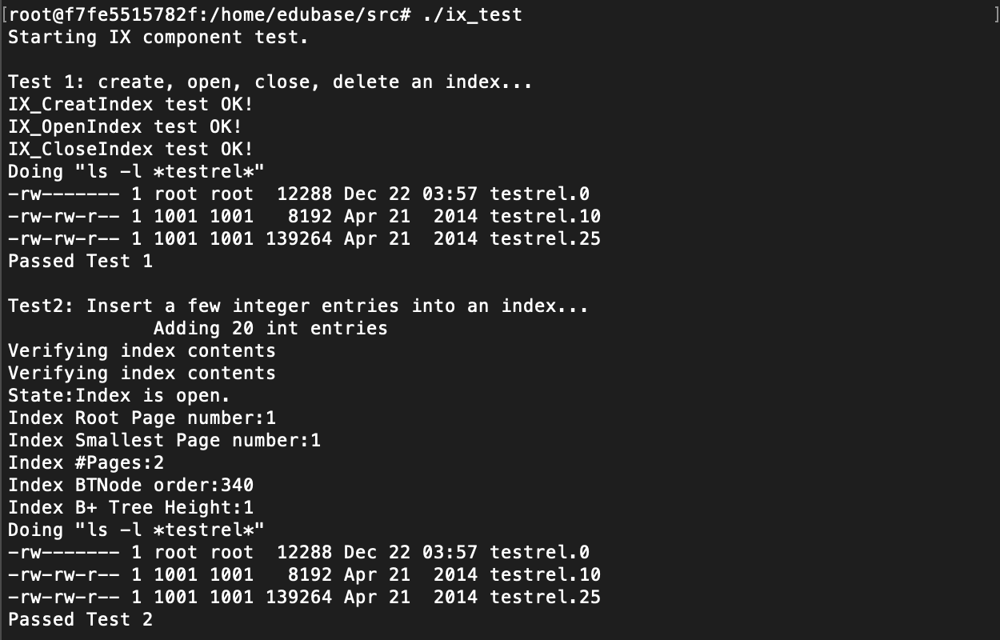 [root@f7fe5515782f:/home/edubase/src# ./ix_test ]
Starting IX component test.

Test 1: create, open, close, delete an index...
IX_CreatIndex test OK!
IX_OpenIndex test OK!
IX_CloseIndex test OK!
Doing "ls -l *testrel*"
-rw------- 1 root root  12288 Dec 22 03:57 testrel.0
-rw-rw-r-- 1 1001 1001   8192 Apr 21  2014 testrel.10
-rw-rw-r-- 1 1001 1001 139264 Apr 21  2014 testrel.25
Passed Test 1

Test2: Insert a few integer entries into an index...
             Adding 20 int entries
Verifying index contents
Verifying index contents
State:Index is open.
Index Root Page number:1
Index Smallest Page number:1
Index #Pages:2
Index BTNode order:340
Index B+ Tree Height:1
Doing "ls -l *testrel*"
-rw------- 1 root root  12288 Dec 22 03:57 testrel.0
-rw-rw-r-- 1 1001 1001   8192 Apr 21  2014 testrel.10
-rw-rw-r-- 1 1001 1001 139264 Apr 21  2014 testrel.25
Passed Test 2